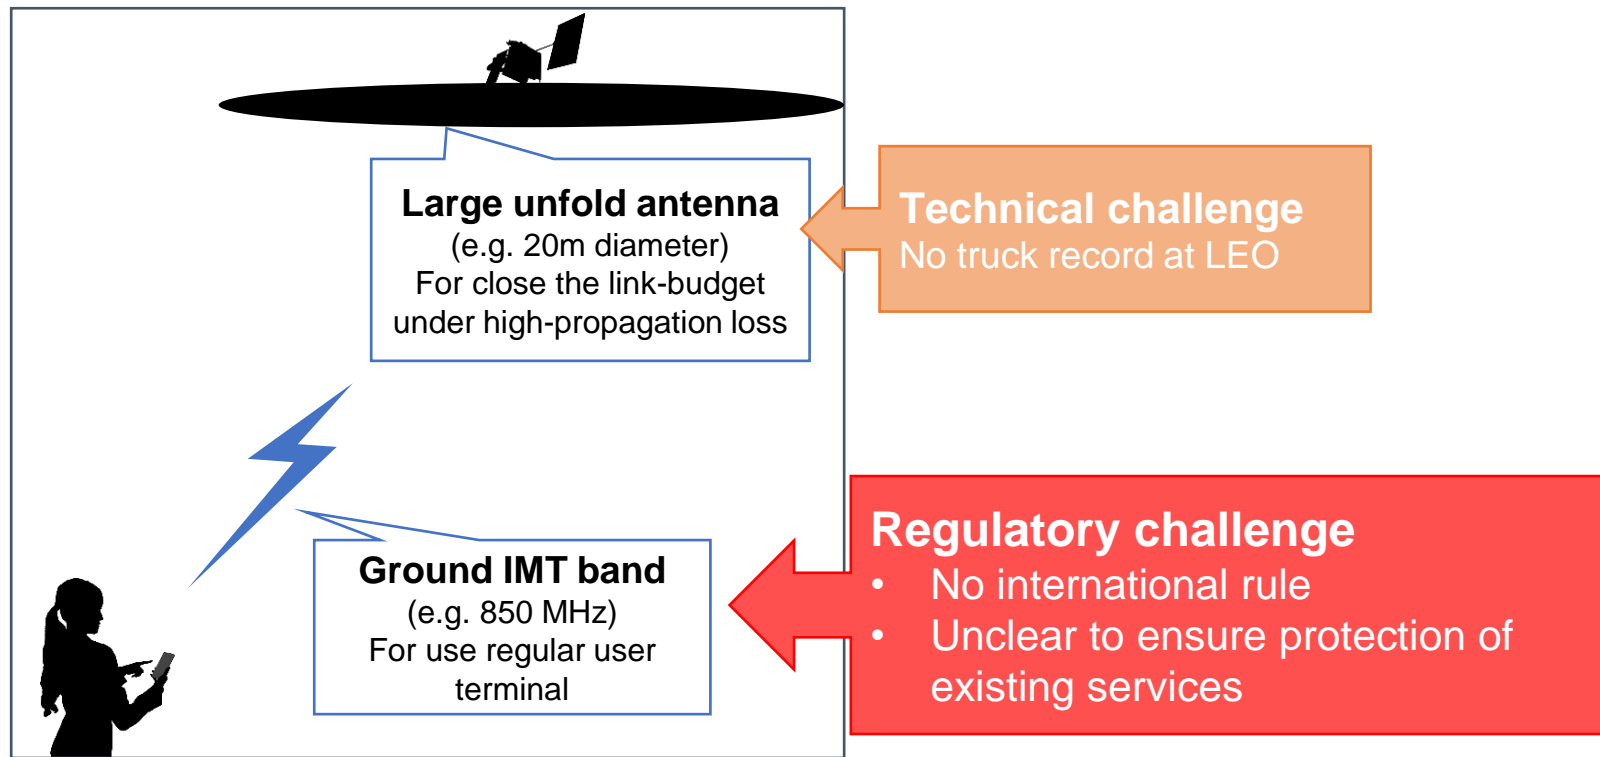 Large unfold antenna
(e.g. 20m diameter)
For close the link-budget
under high-propagation loss
Technical challenge
No truck record at LEO
Ground IMT band
(e.g. 850 MHz)
For use regular user
terminal
Regulatory challenge
• No international rule
• Unclear to ensure protection of
existing services